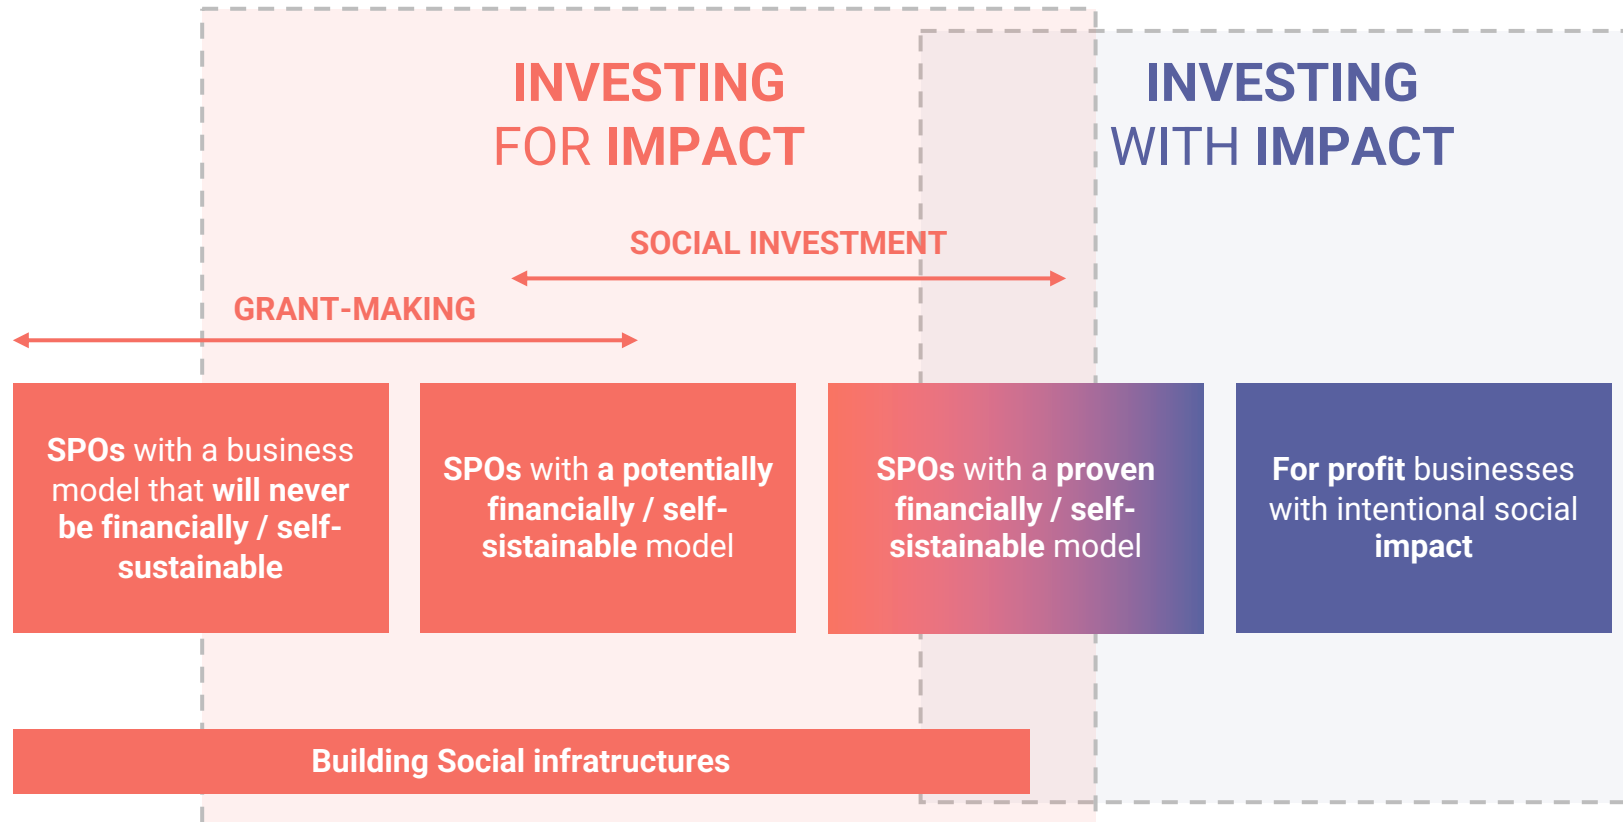 INVESTING
FOR IMPACT
INVESTING
WITH IMPACT
SOCIAL INVESTMENT
GRANT-MAKING
SPOs with a business
model that will never
be financially / self-
sustainable
SPOs with a potentially
financially / self-
sistainable model
SPOs with a proven
financially / self-
sistainable model
For profit businesses
with intentional social
impact
Building Social infratructures